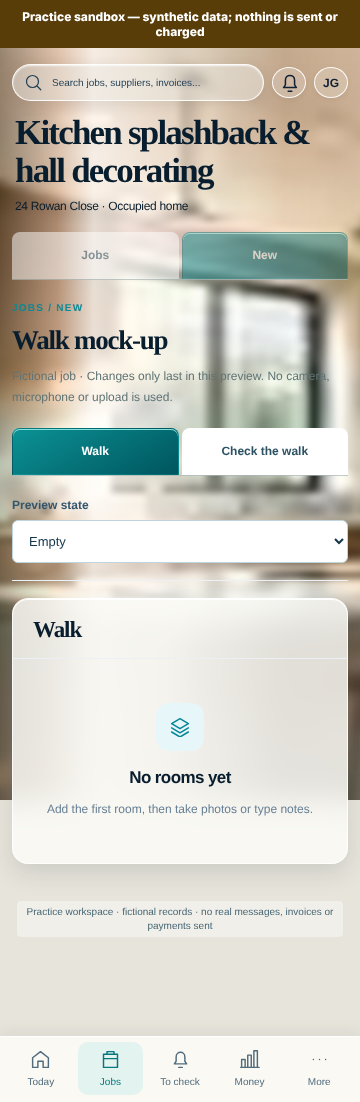 Practice sandbox — synthetic data; nothing is sent or
charged
Search jobs, suppliers, invoices...
JG
Kitchen splashback &
hall decorating
24 Rowan Close · Occupied home
Jobs
New
JOBS / NEW
Walk mock-up
Fictional job · Changes only last in this preview. No camera,
microphone or upload is used.
Walk
Check the walk
Preview state
Empty
Walk
No rooms yet
Add the first room, then take photos or type notes.
Practice workspace · fictional records · no real messages, invoices or
payments sent
Today
Jobs
To check
Money
More